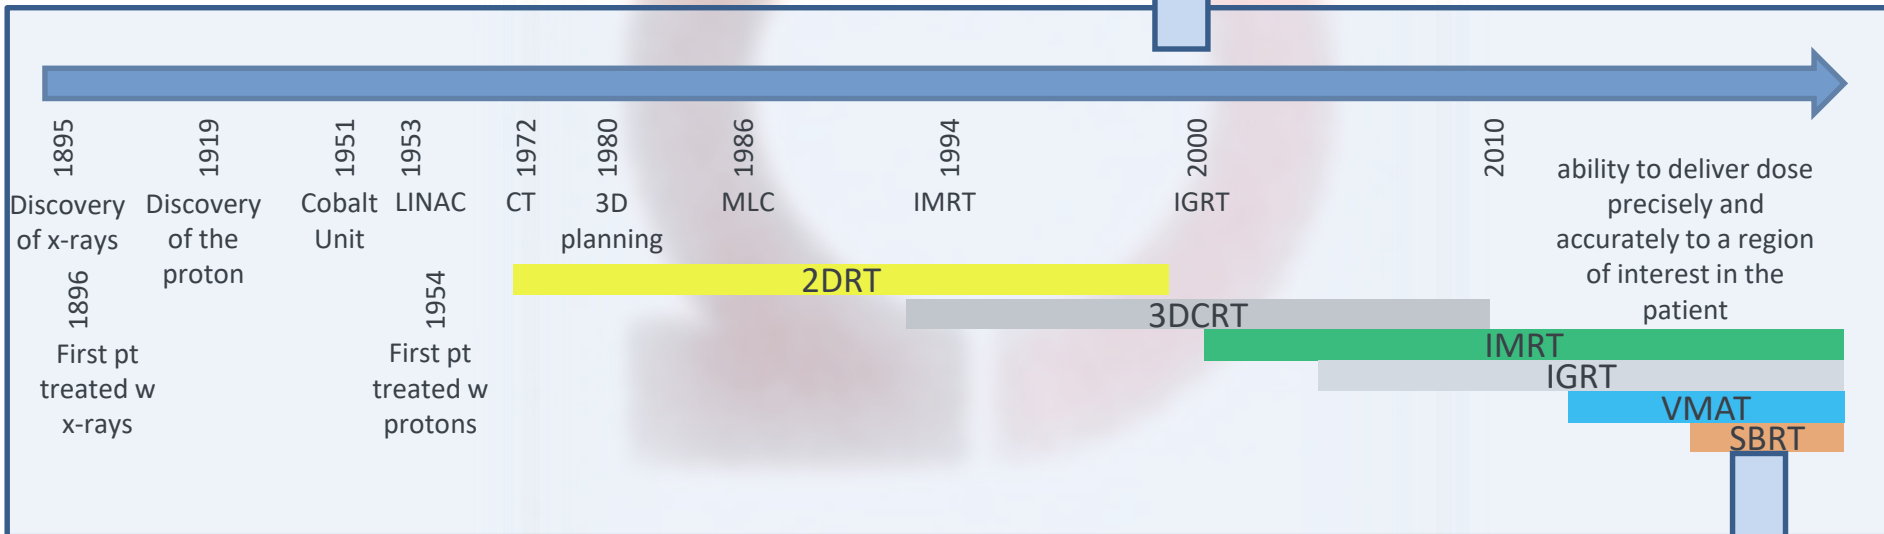 1895
Discovery
of x-rays
1896
First pt
treated w
x-rays
1919
Discovery
of the
proton
1951
Cobalt
Unit
1953
LINAC
1954
First pt
treated w
protons
1972
CT
1980
3D
planning
1986
MLC
1994
IMRT
2000
IGRT
2010
ability to deliver dose
precisely and
accurately to a region
of interest in the
patient
2DRT
3DCRT
IMRT
IGRT
VMAT
SBRT